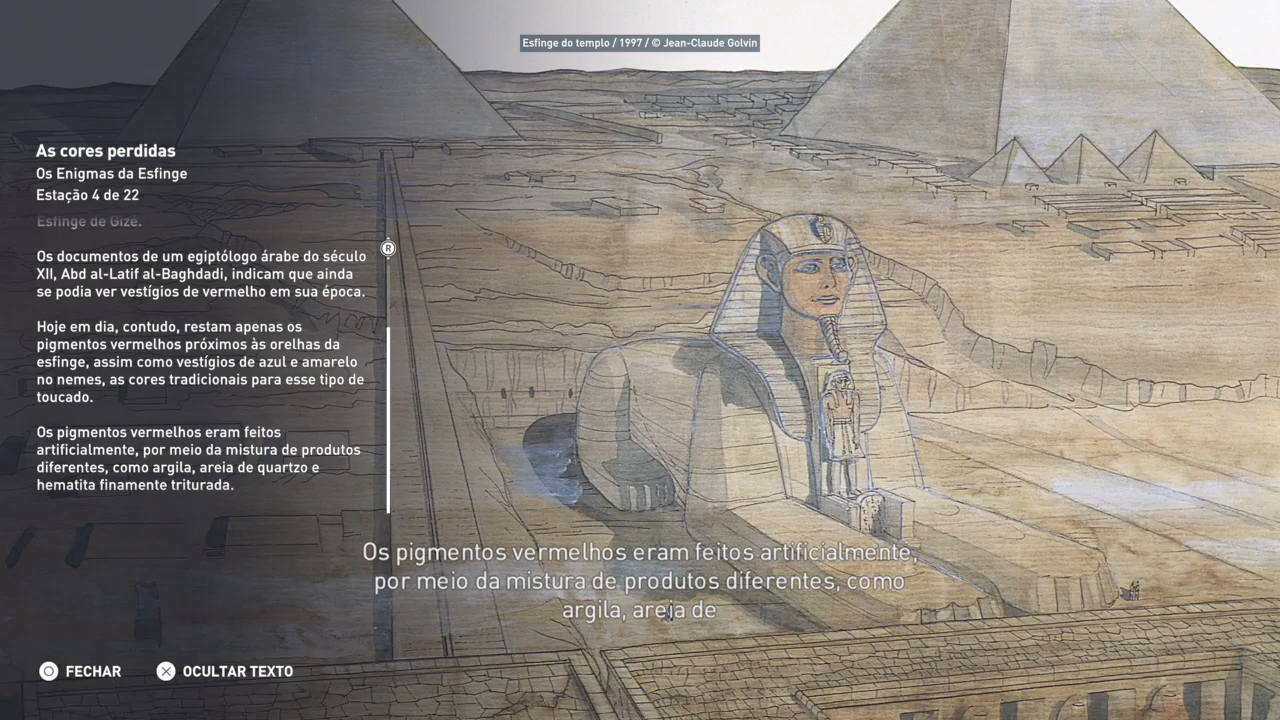 Esfinge do templo / 1997 / © Jean-Claude Golvin
As cores perdidas
Os Enigmas da Esfinge
Estação 4 de 22
Esfinge de Gizé.
Os documentos de um egiptólogo árabe do século
XII, Abd al-Latif al-Baghdadi, indicam que ainda
se podia ver vestígios de vermelho em sua época.
Hoje em dia, contudo, restam apenas os
pigmentos vermelhos próximos às orelhas da
esfinge, assim como vestígios de azul e amarelo
no nemes, as cores tradicionais para esse tipo de
toucado.
Os pigmentos vermelhos eram feitos
artificialmente, por meio da mistura de produtos
diferentes, como argila, areia de quartzo e
hematita finamente triturada.
R
Os pigmentos vermelhos eram feitos artificialmente,
por meio da mistura de produtos diferentes, como
argila, areia de
FECHAR
OCULTAR TEXTO